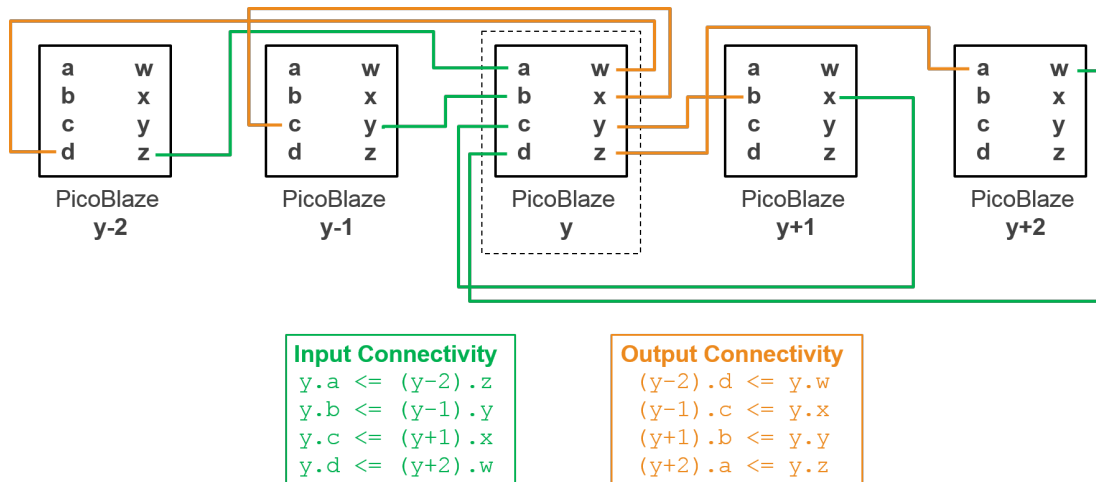 a w a w a w a w a w
b x b x b x b x b x
c y c y c y c y c y
d z d z d z d z d z
PicoBlaze PicoBlaze PicoBlaze PicoBlaze PicoBlaze
y-2 y-1 y y+1 y+2
Input Connectivity
y.a <= (y-2).z
y.b <= (y-1).y
y.c <= (y+1).x
y.d <= (y+2).w
Output Connectivity
(y-2).d <= y.w
(y-1).c <= y.x
(y+1).b <= y.y
(y+2).a <= y.z